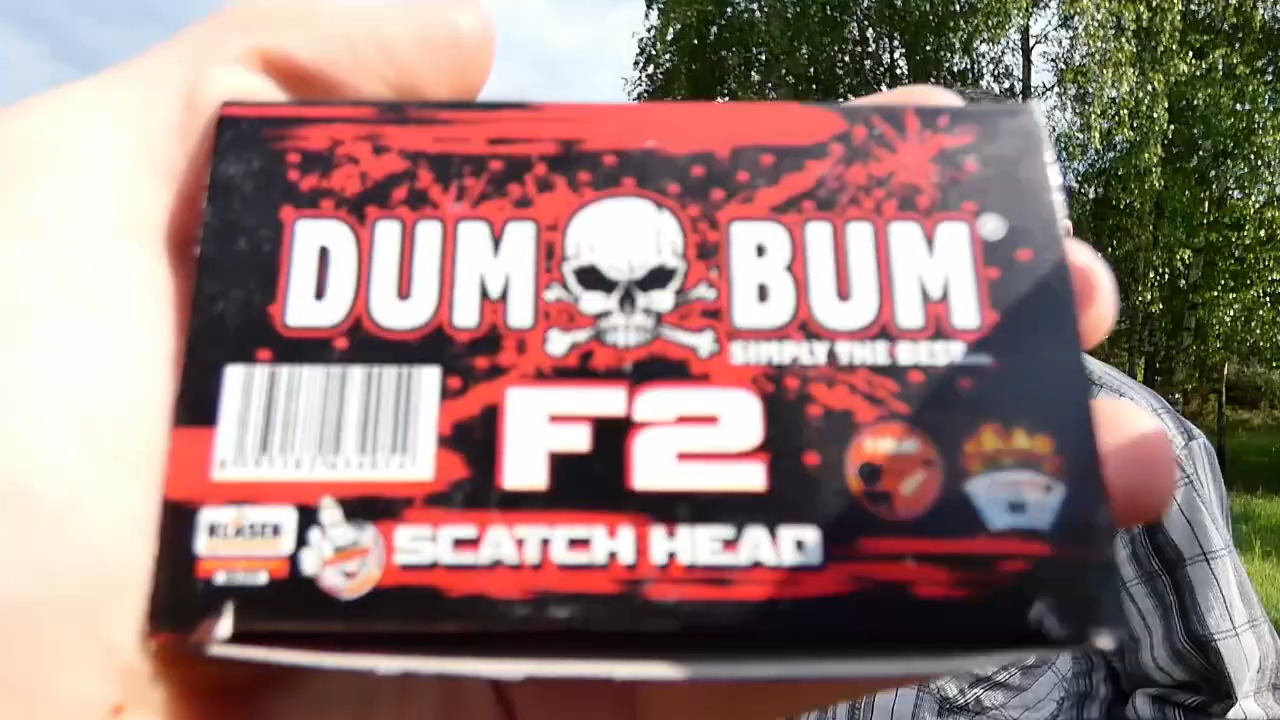 DUM BUM
SIMPLY THE BEST...
F2
KLASEK
SCATCH HEAD